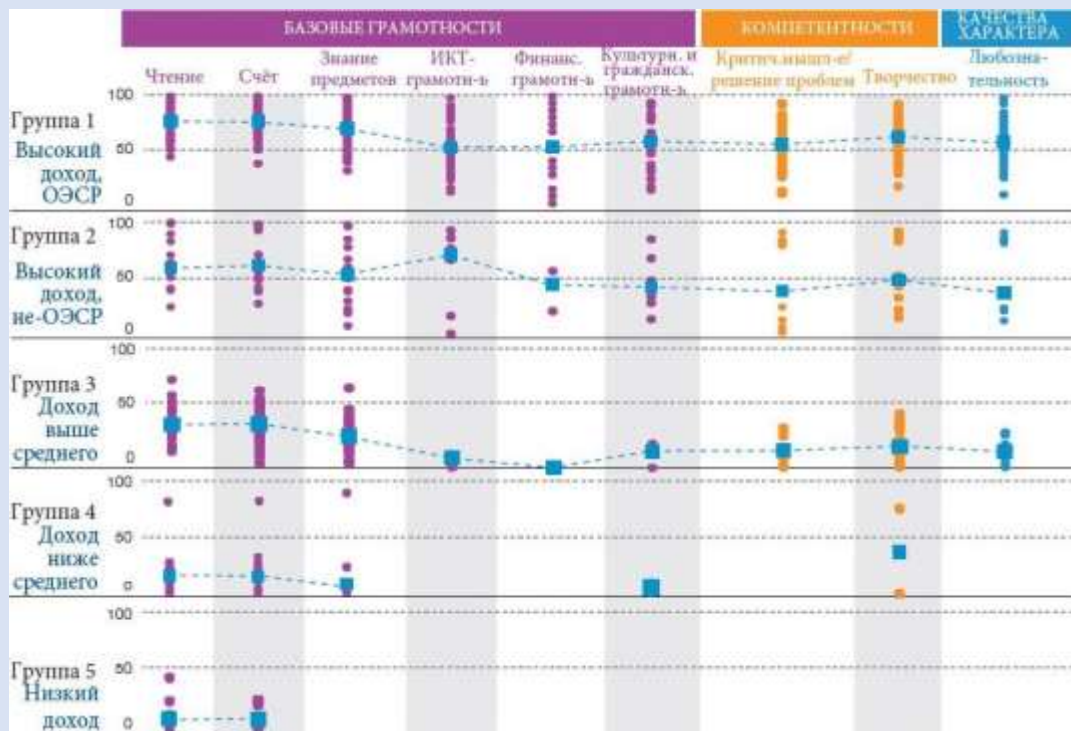 БАЗОВЫЕ ГРАМОТНОСТИ
КОМПЕТЕНТНОСТИ
КАЧЕСТВА
ХАРАКТЕРА
Чтение
Счёт
Знание
предметов
ИКТ-
грамотн-ь
Финанс.
грамотн-ь
Культурн. и
гражданск.
грамотн-ь
Критич.мышл-е/
решение проблем
Творчество
Любозна-
тельность
100
Группа 1
50
Высокий
доход,
ОЭСР
0
100
Группа 2
50
Высокий
доход,
не-ОЭСР
0
100
Группа 3
50
Доход
выше
среднего
0
100
Группа 4
50
Доход
ниже
среднего
0
100
Группа 5
50
Низкий
доход
0